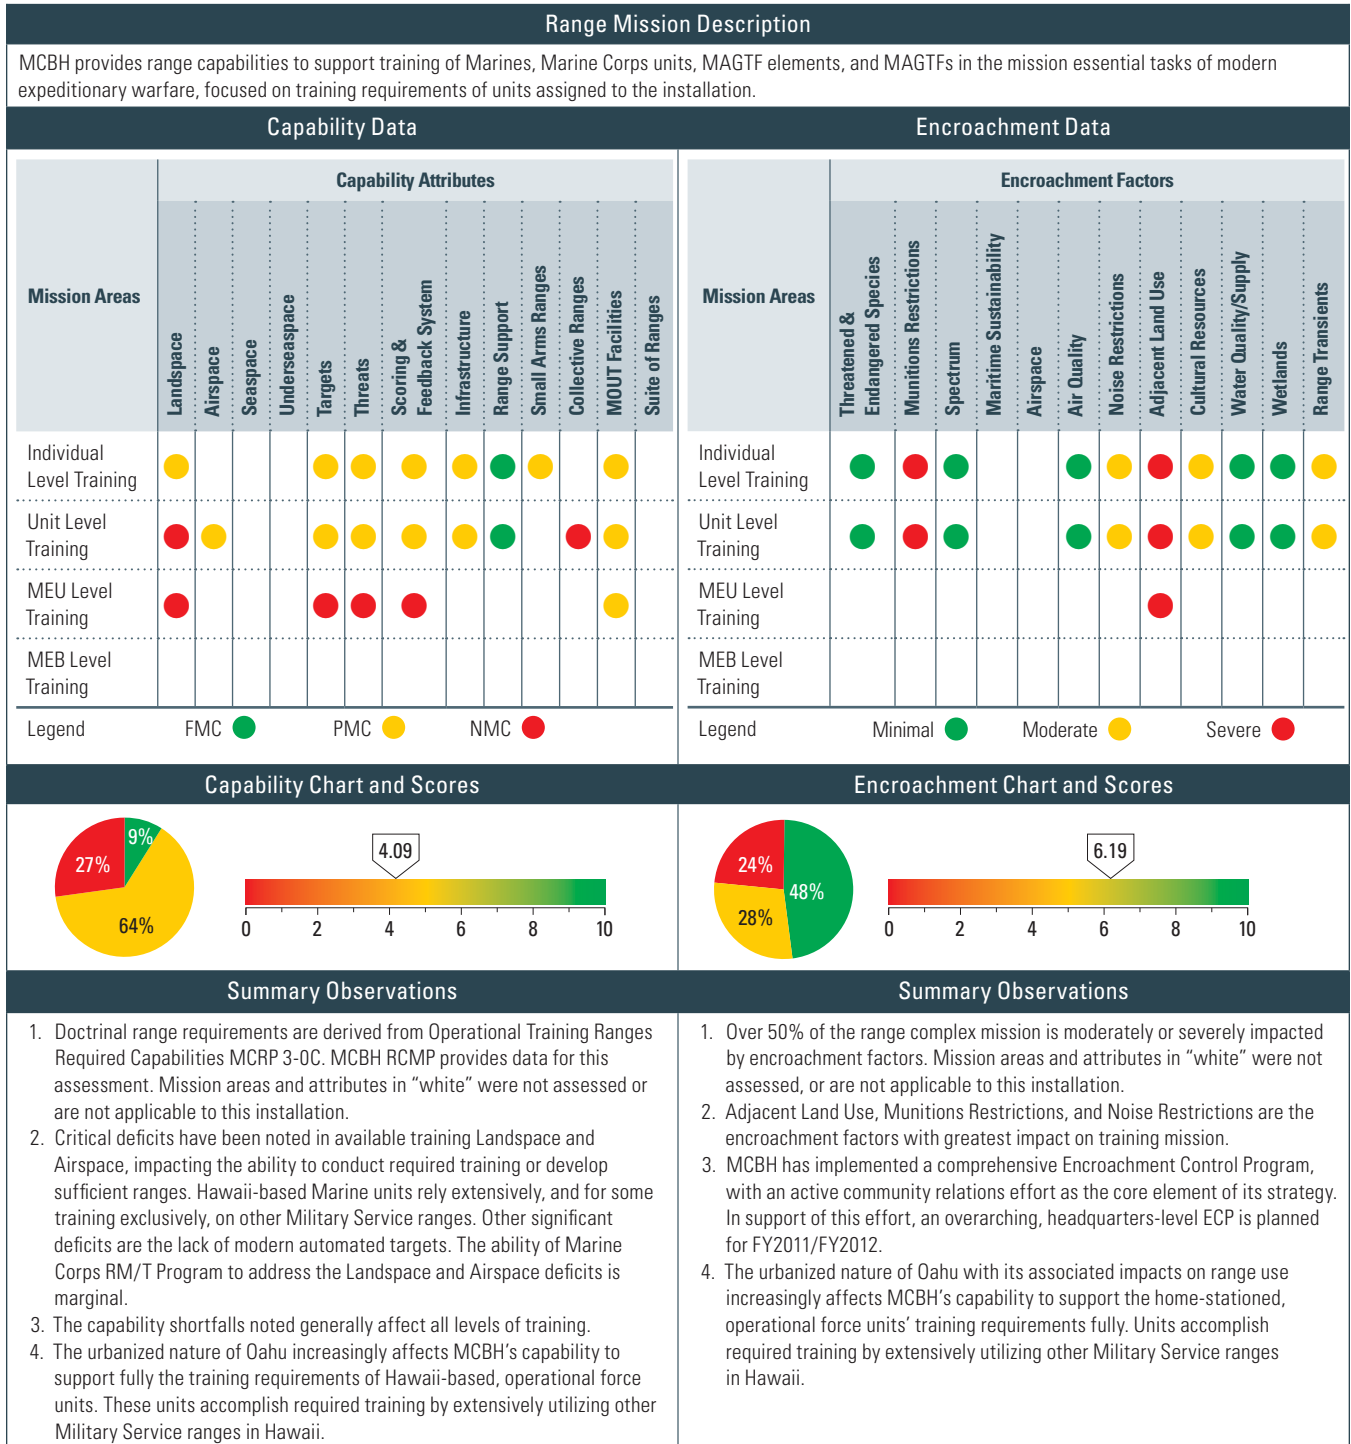 Range Mission Description
MCBH provides range capabilities to support training of Marines, Marine Corps units, MAGTF elements, and MAGTFs in the mission essential tasks of modern
expeditionary warfare, focused on training requirements of units assigned to the installation.
Capability Data
Mission Areas
Capability Attributes
Landspace
Airspace
Seaspace
Underseaspace
Targets
Threats
Scoring &
Feedback System
Infrastructure
Range Support
Small Arms Ranges
Collective Ranges
MOUT Facilities
Suite of Ranges
Individual
Level Training
Unit Level
Training
MEU Level
Training
MEB Level
Training
Legend FMC PMC NMC
Encroachment Data
Mission Areas
Encroachment Factors
Threatened &
Endangered Species
Munitions Restrictions
Spectrum
Maritime Sustainability
Airspace
Air Quality
Noise Restrictions
Adjacent Land Use
Cultural Resources
Water Quality/Supply
Wetlands
Range Transients
Individual
Level Training
Unit Level
Training
MEU Level
Training
MEB Level
Training
Legend Minimal Moderate Severe
Capability Chart and Scores
9%
27%
64%
4.09
0 2 4 6 8 10
Encroachment Chart and Scores
24%
48%
28%
6.19
0 2 4 6 8 10
Summary Observations
1. Doctrinal range requirements are derived from Operational Training Ranges
Required Capabilities MCRP 3-0C. MCBH RCMP provides data for this
assessment. Mission areas and attributes in “white” were not assessed or
are not applicable to this installation.
2. Critical deficits have been noted in available training Landspace and
Airspace, impacting the ability to conduct required training or develop
sufficient ranges. Hawaii-based Marine units rely extensively, and for some
training exclusively, on other Military Service ranges. Other significant
deficits are the lack of modern automated targets. The ability of Marine
Corps RM/T Program to address the Landspace and Airspace deficits is
marginal.
3. The capability shortfalls noted generally affect all levels of training.
4. The urbanized nature of Oahu increasingly affects MCBH’s capability to
support fully the training requirements of Hawaii-based, operational force
units. These units accomplish required training by extensively utilizing other
Military Service ranges in Hawaii.
Summary Observations
1. Over 50% of the range complex mission is moderately or severely impacted
by encroachment factors. Mission areas and attributes in “white” were not
assessed, or are not applicable to this installation.
2. Adjacent Land Use, Munitions Restrictions, and Noise Restrictions are the
encroachment factors with greatest impact on training mission.
3. MCBH has implemented a comprehensive Encroachment Control Program,
with an active community relations effort as the core element of its strategy.
In support of this effort, an overarching, headquarters-level ECP is planned
for FY2011/FY2012.
4. The urbanized nature of Oahu with its associated impacts on range use
increasingly affects MCBH’s capability to support the home-stationed,
operational force units’ training requirements fully. Units accomplish
required training by extensively utilizing other Military Service ranges
in Hawaii.